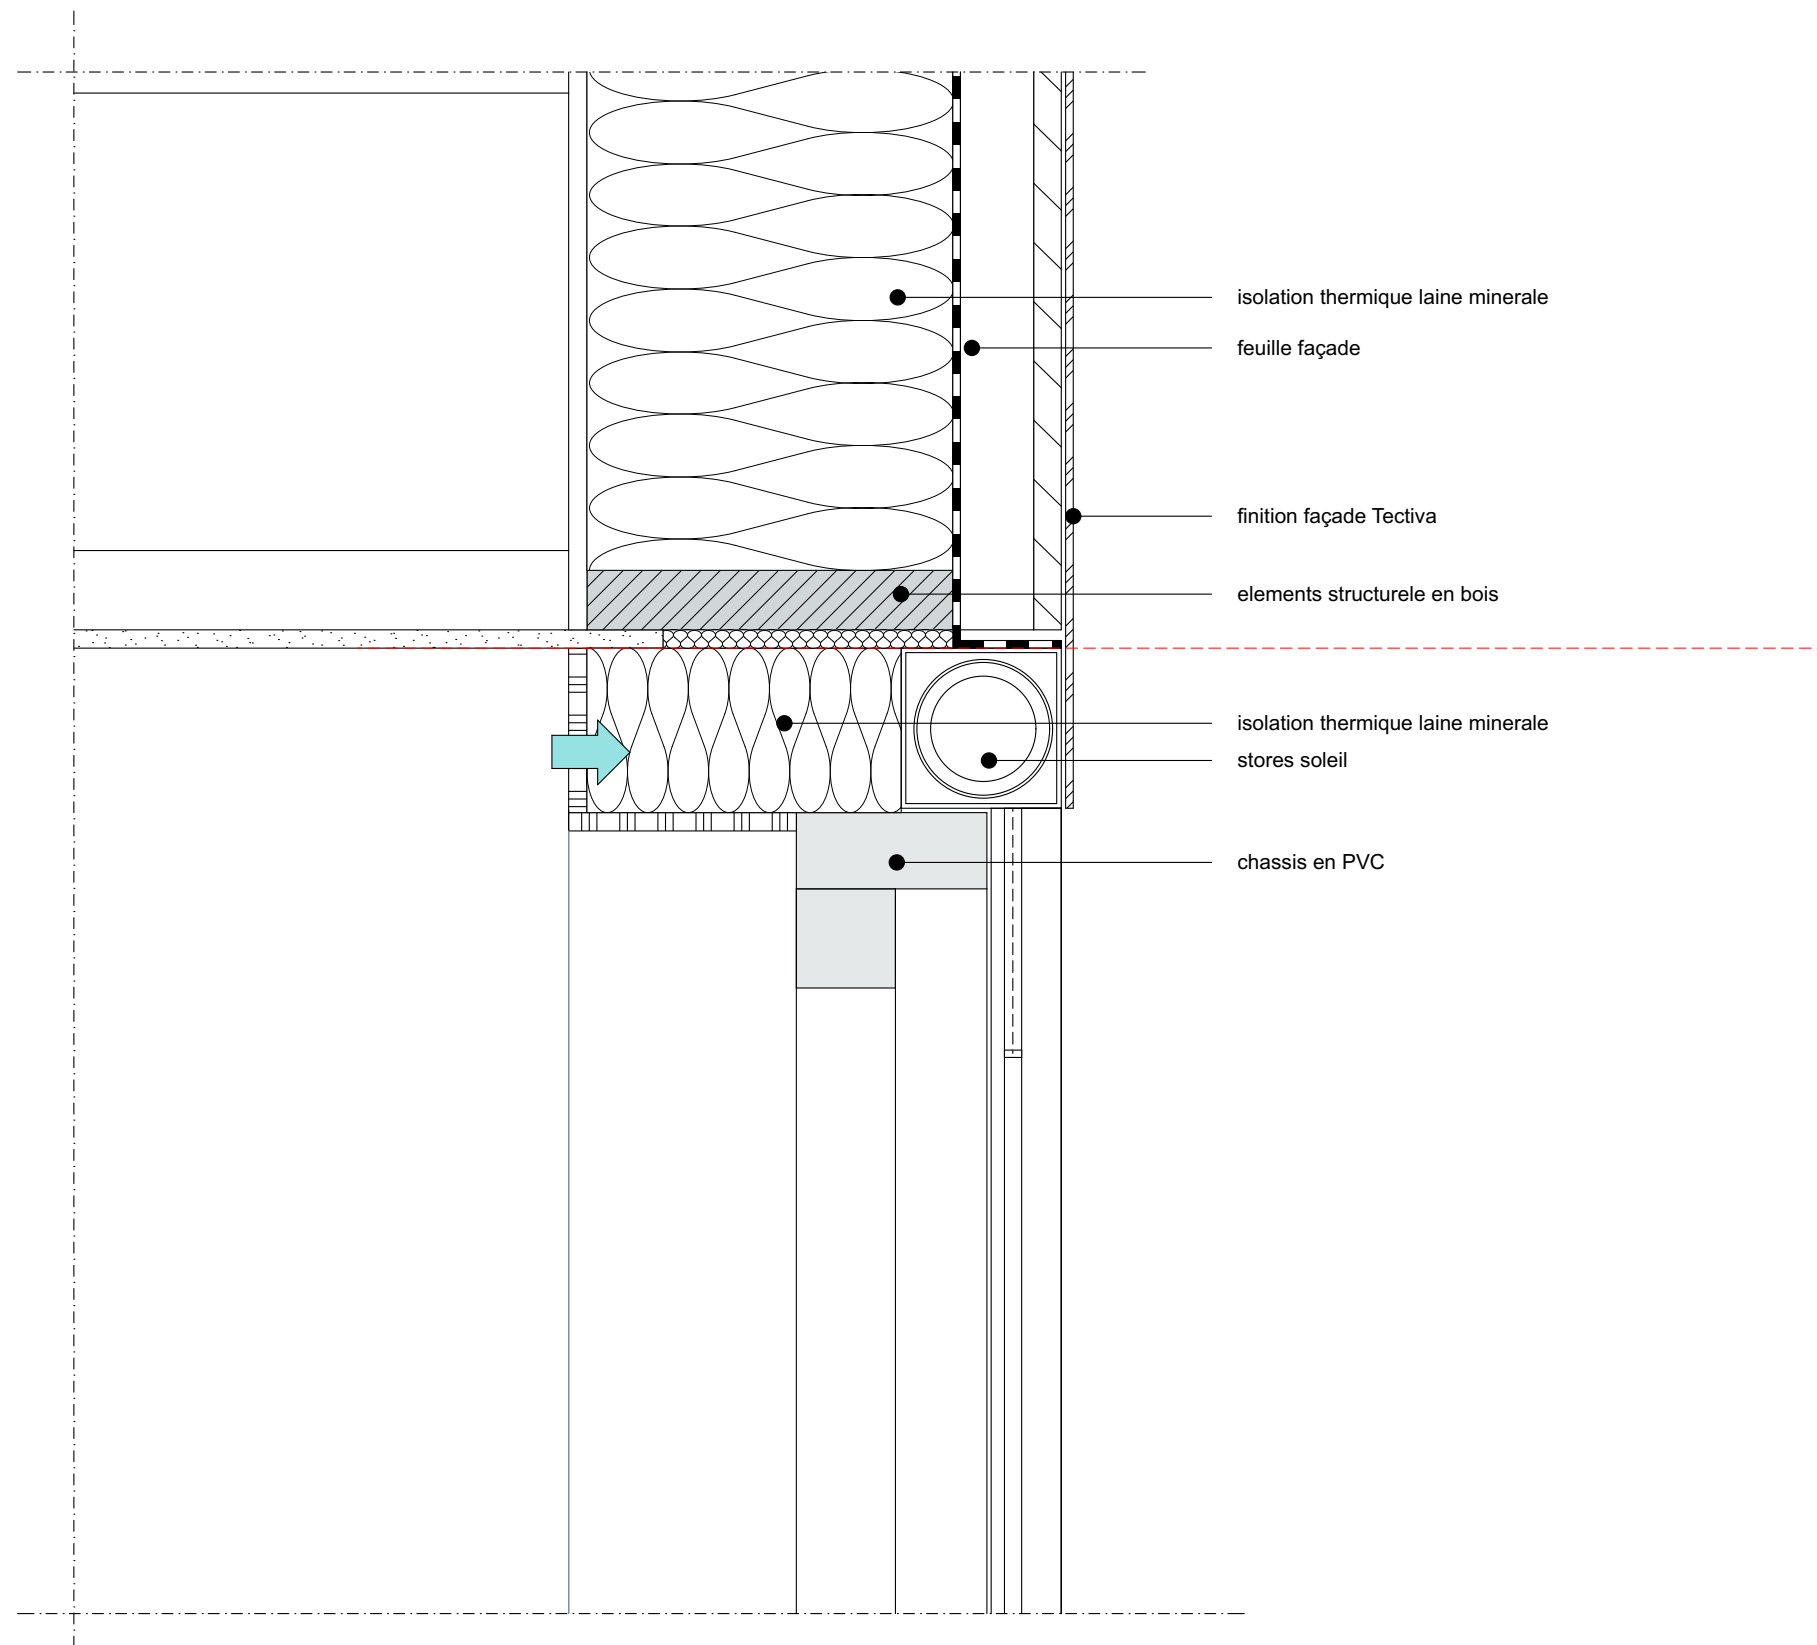 isolation thermique laine minerale
feuille façade
finition façade Tectiva
elements structurele en bois
isolation thermique laine minerale
stores soleil
chassis en PVC